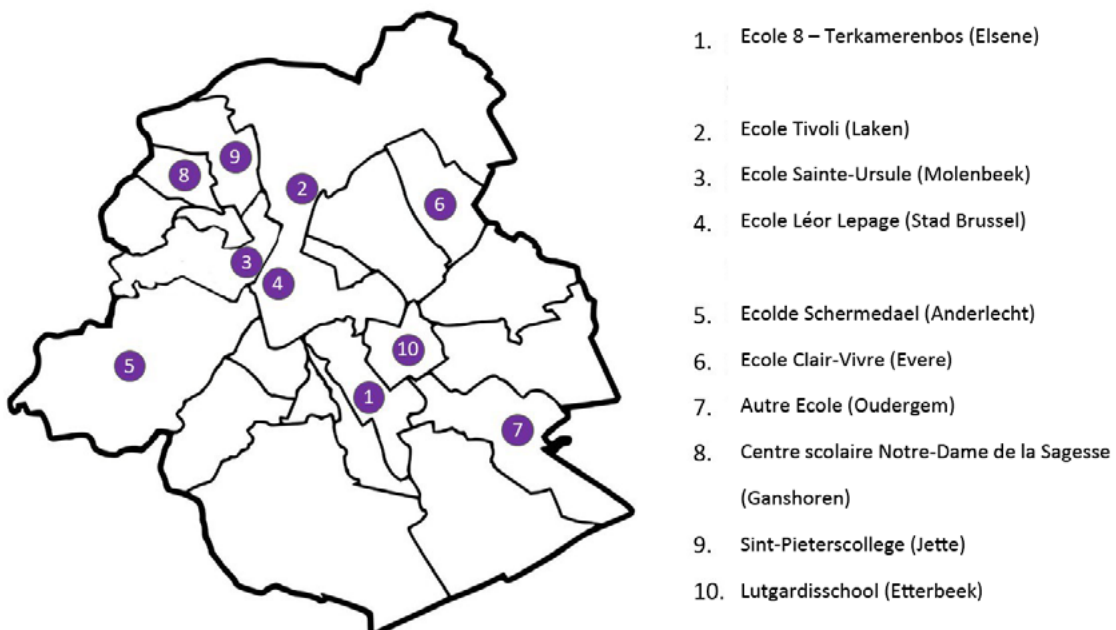 1. Ecole 8 – Terkamerenbos (Elsene)
2. Ecole Tivoli (Laken)
3. Ecole Sainte-Ursule (Molenbeek)
4. Ecole Léor Lepage (Stad Brussel)
5. Ecolde Schermedael (Anderlecht)
6. Ecole Clair-Vivre (Evere)
7. Autre Ecole (Oudergem)
8. Centre scolaire Notre-Dame de la Sagesse
(Ganshoren)
9. Sint-Pieterscollege (Jette)
10. Lutgardisschool (Etterbeek)
9
8
2
6
3
4
10
5
1
7